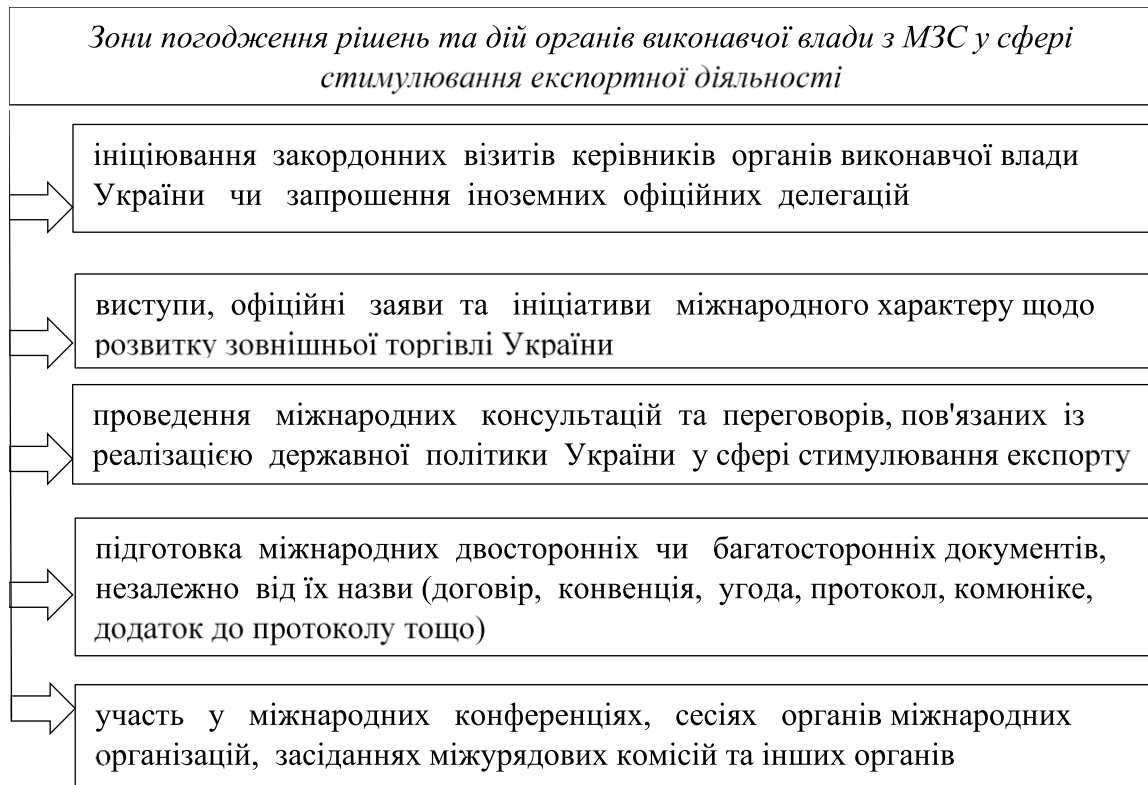 Зони погодження рішень та дій органів виконавчої влади з МЗС у сфері
стимулювання експортної діяльності
ініціювання закордонних візитів керівників органів виконавчої влади
України чи запрошення іноземних офіційних делегацій
виступи, офіційні заяви та ініціативи міжнародного характеру щодо
розвитку зовнішньої торгівлі України
проведення міжнародних консультацій та переговорів, пов'язаних із
реалізацією державної політики України у сфері стимулювання експорту
підготовка міжнародних двосторонніх чи багатосторонніх документів,
незалежно від їх назви (договір, конвенція, угода, протокол, комюніке,
додаток до протоколу тощо)
участь у міжнародних конференціях, сесіях органів міжнародних
організацій, засіданнях міжурядових комісій та інших органів